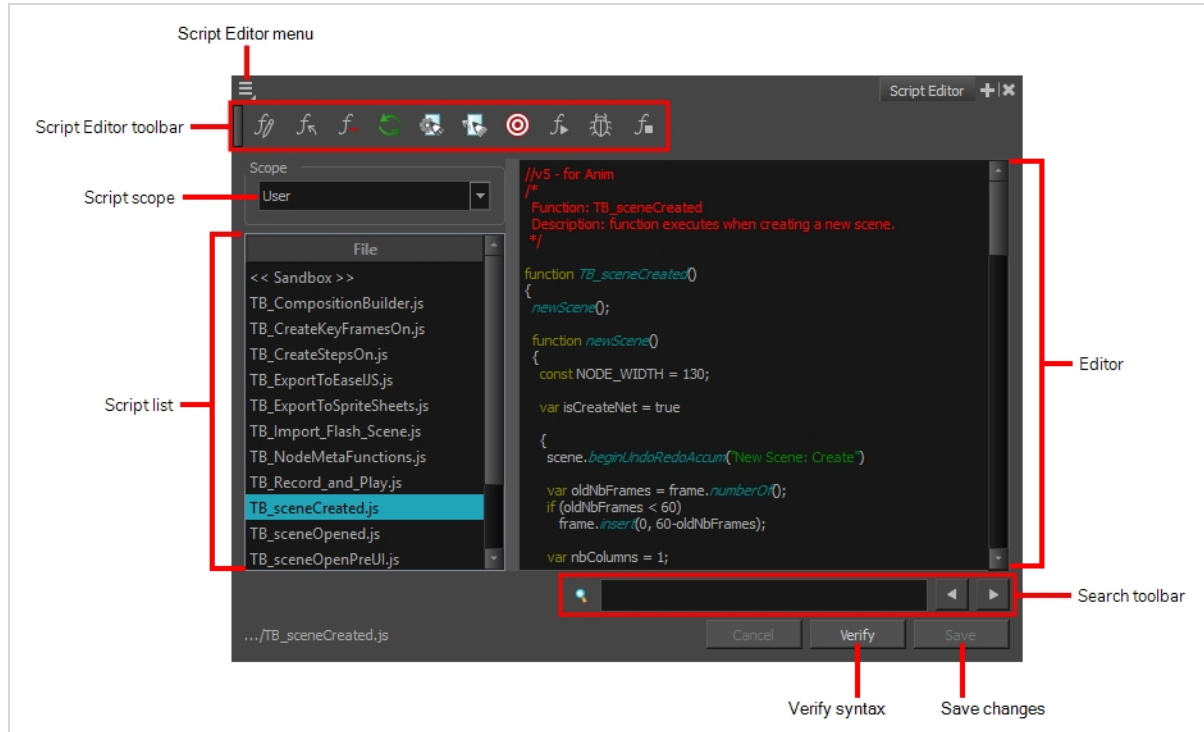 Script Editor menu
Script Editor
Script Editor toolbar
Scope
Script scope
User
File
<< Sandbox >>
TB_CompositionBuilder.js
TB_CreateKeyFramesOn.js
TB_CreateStepsOn.js
TB_ExportToEaselJS.js
TB_ExportToSpriteSheets.js
TB_Import_Flash_Scene.js
TB_NodeMetaFunctions.js
TB_Record_and_Play.js
TB_sceneCreated.js
TB_sceneOpened.js
TB_sceneOpenPreUI.js
Script list
//v5 - for Anim
/*
Function: TB_sceneCreated
Description: function executes when creating a new scene.
*/
function TB_sceneCreated()
{
newScene();
function newScene()
{
const NODE_WIDTH = 130;
var isCreateNet = true
{
scene.beginUndoRedoAccum("New Scene: Create")
var oldNbFrames = frame.numberOf();
if (oldNbFrames < 60)
frame.insert(0, 60-oldNbFrames);
var nbColumns = 1;
Editor
Search toolbar
.../TB_sceneCreated.js
Cancel
Verify
Save
Verify syntax
Save changes